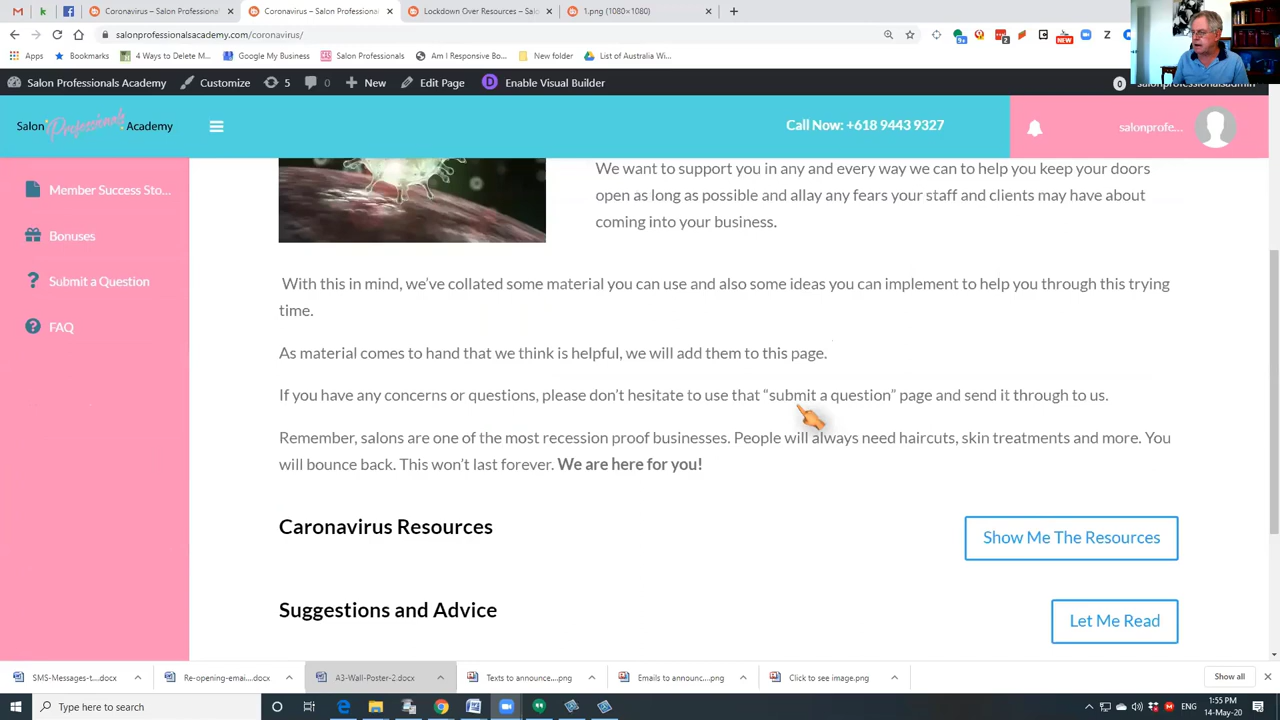 Coronavirus – Salon Professional
Coronavirus – Salon Professional
Lockdown Over Resources – Sal
1.png (1080×1080)
salonprofessionalsacademy.com/coronavirus/
Apps
Bookmarks
4 Ways to Delete M...
Google My Business
Salon Professionals
Am I Responsive Bo...
New folder
List of Australia Wi...
Salon Professionals Academy
Customize
5
0
New
Edit Page
Enable Visual Builder
0
salonprofessionalsadmin
Salon Professionals Academy
Call Now: +618 9443 9327
salonprofe...
Member Success Sto...
Bonuses
Submit a Question
FAQ
We want to support you in any and every way we can to help you keep your doors
open as long as possible and allay any fears your staff and clients may have about
coming into your business.
With this in mind, we’ve collated some material you can use and also some ideas you can implement to help you through this trying
time.
As material comes to hand that we think is helpful, we will add them to this page.
If you have any concerns or questions, please don’t hesitate to use that “submit a question” page and send it through to us.
Remember, salons are one of the most recession proof businesses. People will always need haircuts, skin treatments and more. You
will bounce back. This won’t last forever. We are here for you!
Caronavirus Resources
Show Me The Resources
Suggestions and Advice
Let Me Read
SMS-Messages-t....docx
Re-opening-emai....docx
A3-Wall-Poster-2.docx
Texts to announce....png
Emails to announc....png
Click to see image.png
Show all
Type here to search
1:55 PM
14-May-20